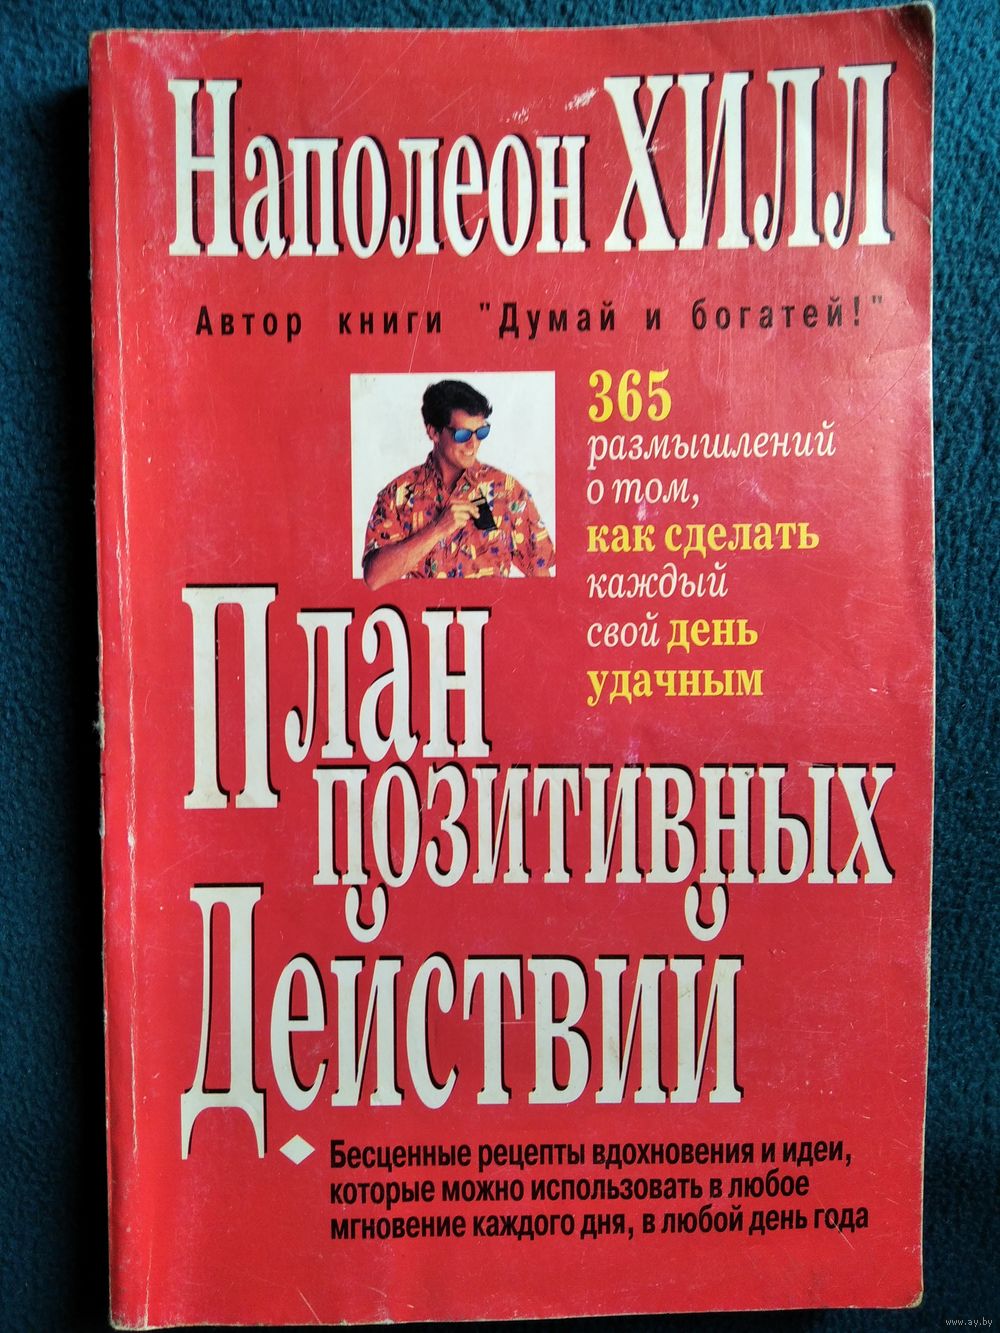 Наполеон ХИЛЛ
Автор книги "Думай и богатей!"
365
размышлений
о том,
как сделать
каждый
свой день
удачным
План
позитивных
Действий
Бесценные рецепты вдохновения и идеи,
которые можно использовать в любое
мгновение каждого дня, в любой день года
www.ay.by